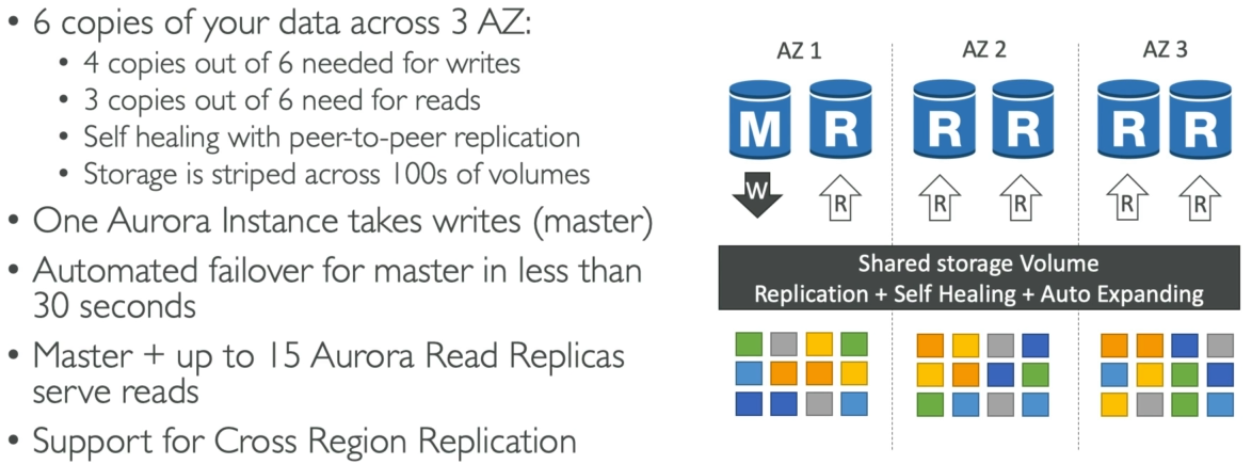 • 6 copies of your data across 3 AZ:
• 4 copies out of 6 needed for writes
• 3 copies out of 6 need for reads
• Self healing with peer-to-peer replication
• Storage is striped across 100s of volumes
• One Aurora Instance takes writes (master)
• Automated failover for master in less than
30 seconds
• Master + up to 15 Aurora Read Replicas
serve reads
• Support for Cross Region Replication
AZ 1 AZ 2 AZ 3
M R R R R R
W R R R R R
Shared storage Volume
Replication + Self Healing + Auto Expanding